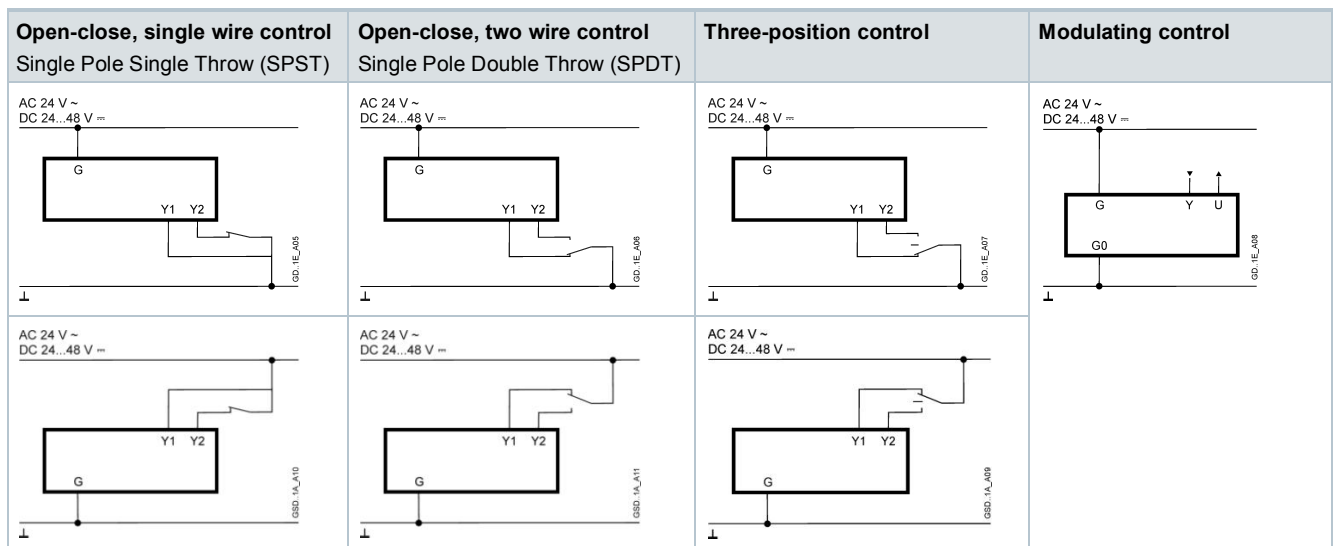 Open-close, single wire control
Single Pole Single Throw (SPST)
Open-close, two wire control
Single Pole Double Throw (SPDT)
Three-position control
Modulating control
AC 24 V ~
DC 24...48 V ⎓
G
Y1 Y2
GD..1E_A05
⊥
AC 24 V ~
DC 24...48 V ⎓
G
Y1 Y2
GD..1E_A06
⊥
AC 24 V ~
DC 24...48 V ⎓
G
Y1 Y2
GD..1E_A07
⊥
AC 24 V ~
DC 24...48 V ⎓
G Y U
G0
GD..1E_A08
⊥
AC 24 V ~
DC 24...48 V ⎓
Y1 Y2
G
GSD..1A_A10
⊥
AC 24 V ~
DC 24...48 V ⎓
Y1 Y2
G
GSD..1A_A11
⊥
AC 24 V ~
DC 24...48 V ⎓
Y1 Y2
G
GSD..1A_A09
⊥